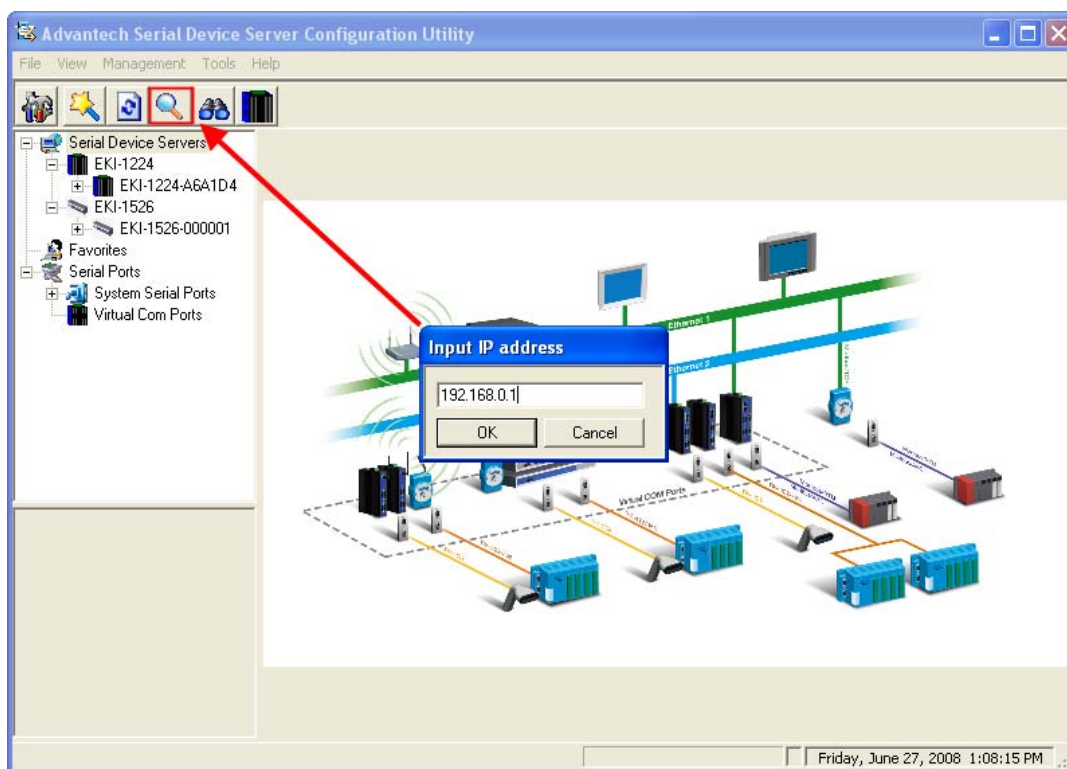 Advantech Serial Device Server Configuration Utility
File View Management Tools Help
Serial Device Servers
EKI-1224
EKI-1224-A6A1D4
EKI-1526
EKI-1526-000001
Favorites
Serial Ports
System Serial Ports
Virtual Com Ports
Ethernet 1
Ethernet 2
Input IP address
192.168.0.1
OK Cancel
Virtual COM Ports
Friday, June 27, 2008 1:08:15 PM